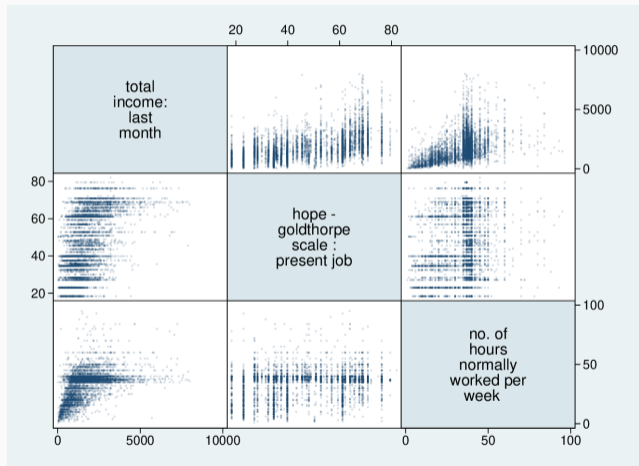 20 40 60 80
total
income:
last
month
10000
5000
0
80
60
40
20
hope -
goldthorpe
scale :
present job
no. of
hours
normally
worked per
week
100
50
0
0 5000 10000 0 50 100